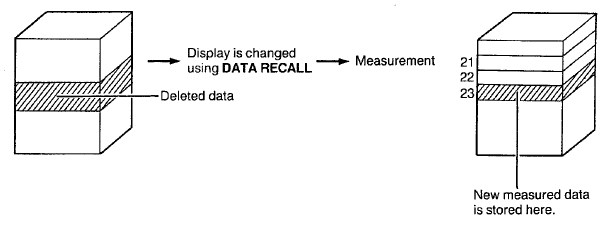 Display is changed
using DATA RECALL
Measurement
Deleted data
21
22
23
New measured data
is stored here.